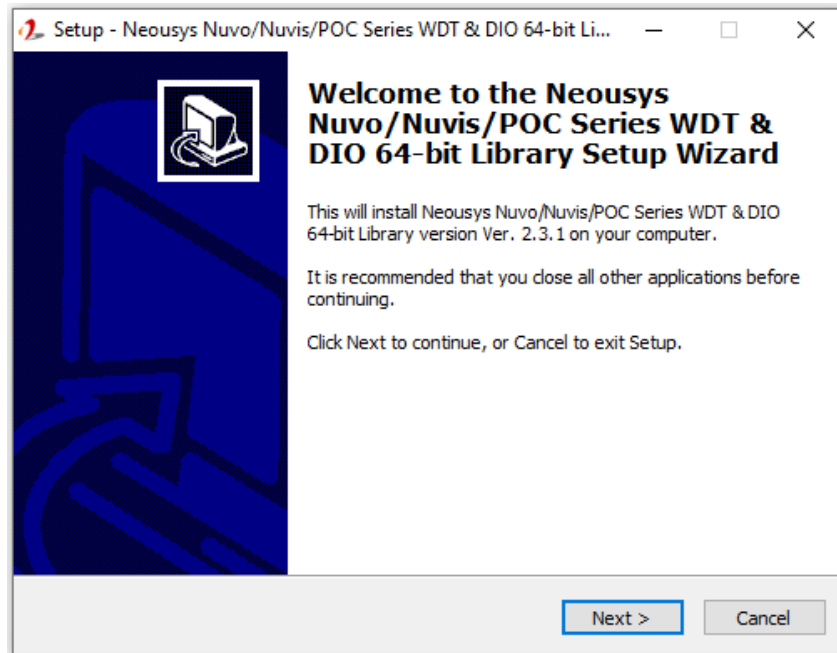 Setup - Neousys Nuvo/Nuvis/POC Series WDT & DIO 64-bit Li...
Welcome to the Neousys
Nuvo/Nuvis/POC Series WDT &
DIO 64-bit Library Setup Wizard
This will install Neousys Nuvo/Nuvis/POC Series WDT & DIO
64-bit Library version Ver. 2.3.1 on your computer.
It is recommended that you close all other applications before
continuing.
Click Next to continue, or Cancel to exit Setup.
Next >
Cancel